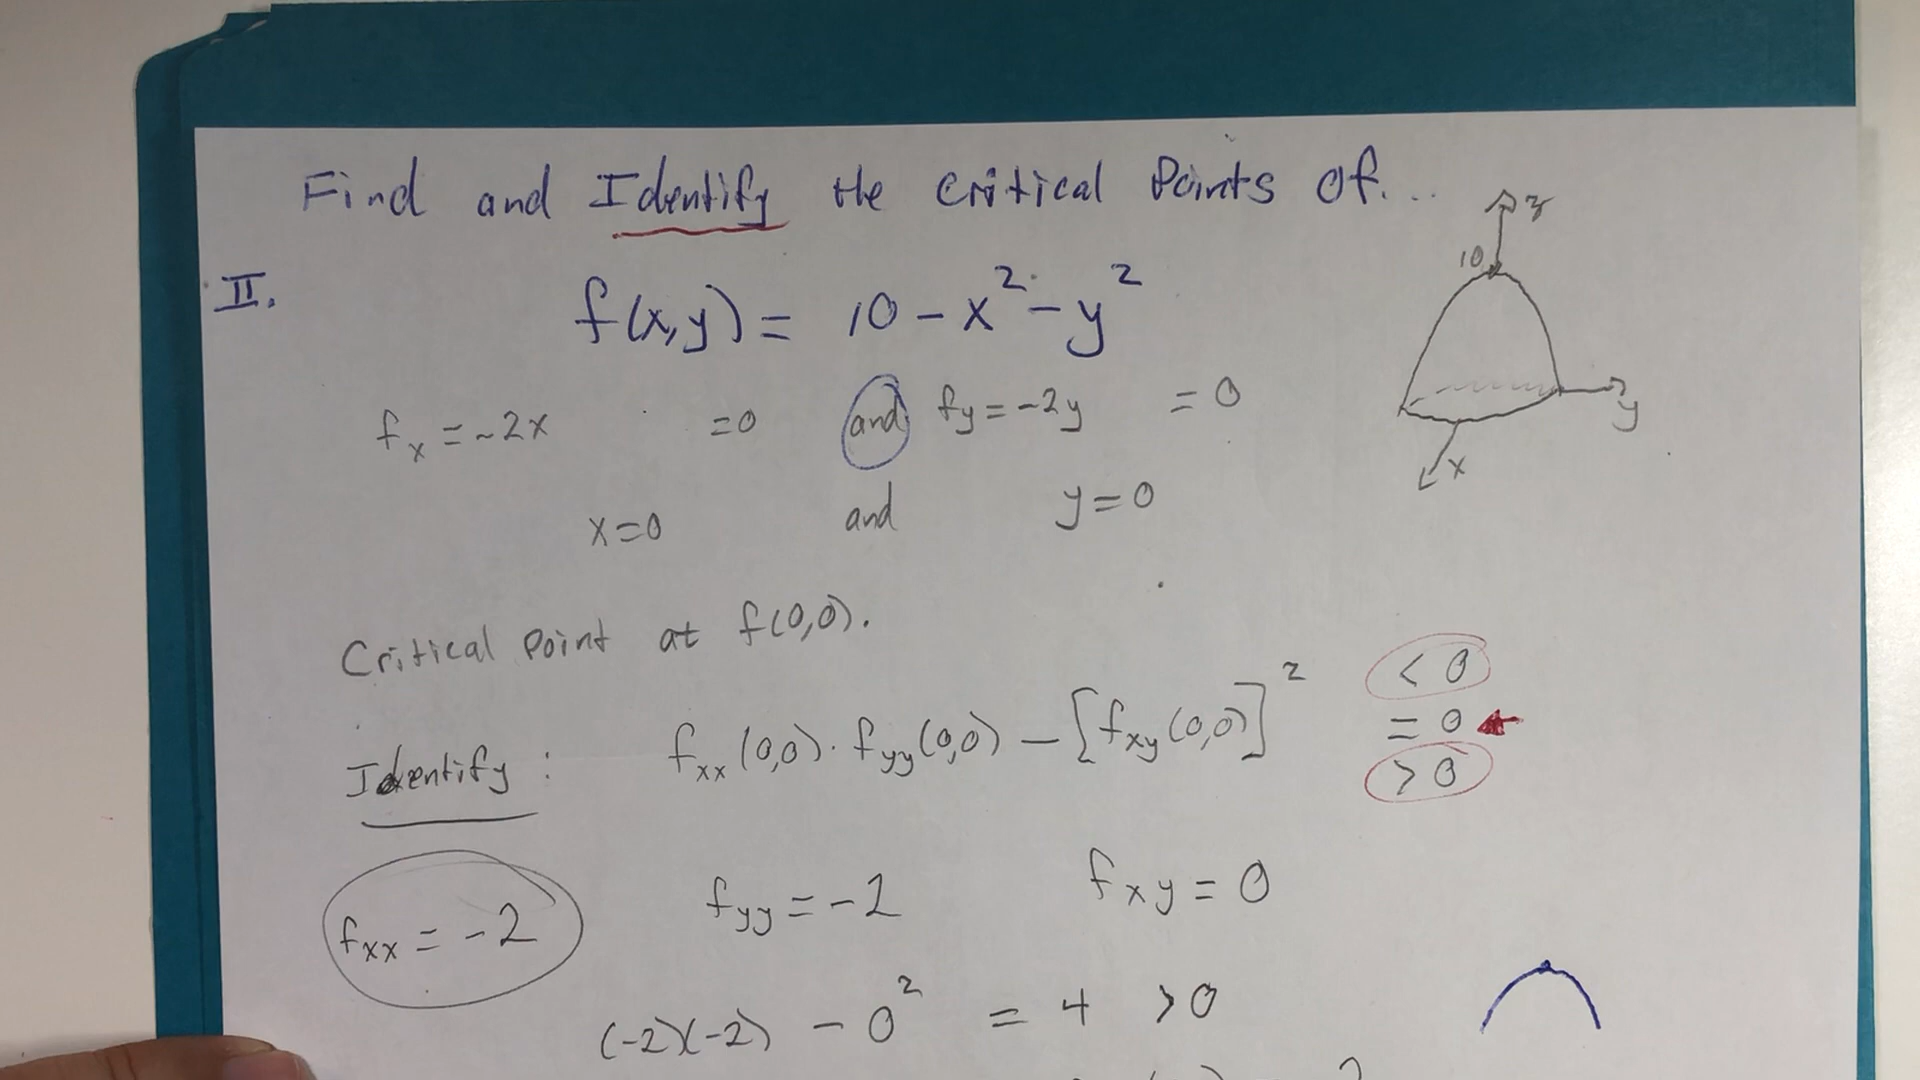 Find and Identify the Critical Points of...
z
10
II. f(x,y) = 10 - x² - y²
f_x = -2x = 0 and f_y = -2y = 0
y
x
x = 0 and y = 0
Critical Point at f(0,0).
< 0
Identify : f_xx(0,0) · f_yy(0,0) - [f_xy(0,0)]² = 0
> 0
f_xx = -2 f_yy = -2 f_xy = 0
(-2)(-2) - 0² = 4 > 0